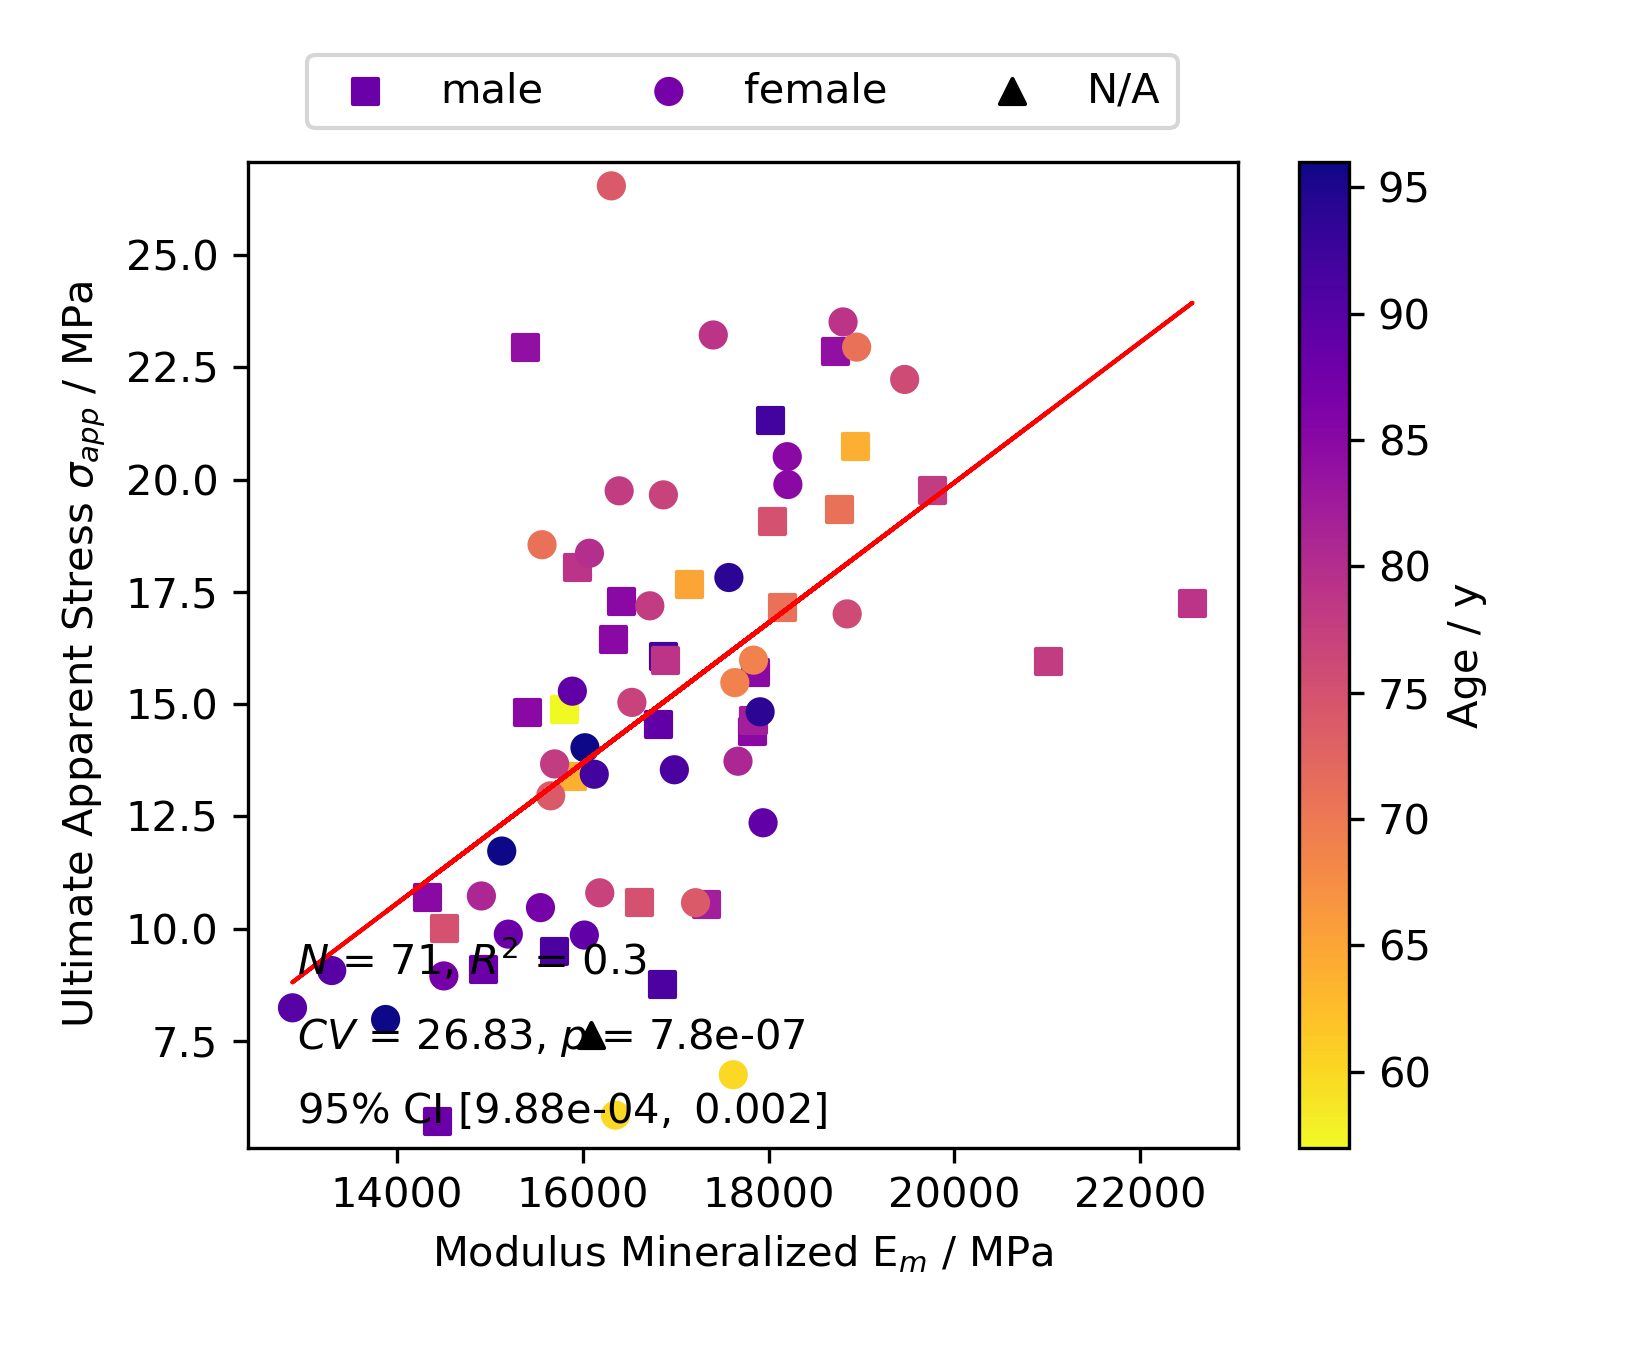 male female N/A
25.0
22.5
20.0
17.5
15.0
12.5
10.0
7.5
Ultimate Apparent Stress σapp / MPa
N = 71, R² = 0.3
CV = 26.83, p = 7.8e-07
95% CI [9.88e-04, 0.002]
14000 16000 18000 20000 22000
Modulus Mineralized Em / MPa
95
90
85
80
75
70
65
60
Age / y